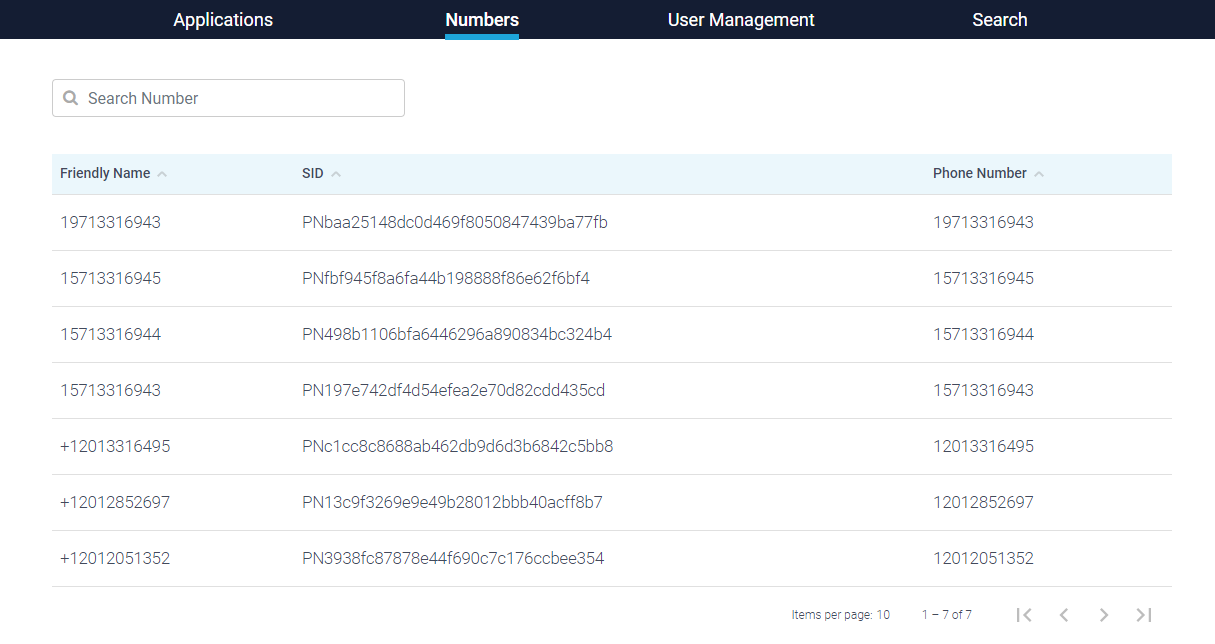 Applications Numbers User Management Search
Search Number
Friendly Name SID Phone Number
19713316943 PNbaa25148dc0d469f8050847439ba77fb 19713316943
15713316945 PNfbf945f8a6fa44b198888f86e62f6bf4 15713316945
15713316944 PN498b1106bfa6446296a890834bc324b4 15713316944
15713316943 PN197e742df4d54efea2e70d82cdd435cd 15713316943
+12013316495 PNc1cc8c8688ab462db9d6d3b6842c5bb8 12013316495
+12012852697 PN13c9f3269e9e49b28012bbb40acff8b7 12012852697
+12012051352 PN3938fc87878e44f690c7c176ccbee354 12012051352
Items per page: 10 1 – 7 of 7